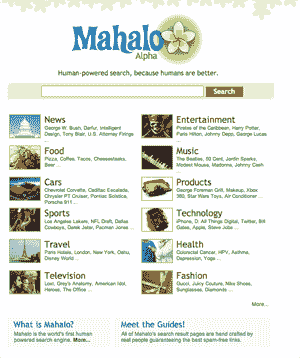 Mahalo
Alpha
Human-powered search, because humans are better.
Search
News
George W. Bush, Darfur, Intelligent
Design, Tony Blair, U.S. Attorney Firings
...
Entertainment
Pirates of the Caribbean, Harry Potter,
Paris Hilton, Johnny Depp, George Lucas
...
Food
Pizza, Coffee, Tacos, Cheesesteaks,
Beer ...
Music
The Beatles, 50 Cent, Jordin Sparks,
Modest Mouse, Madonna, Johnny Cash
...
Cars
Chevrolet Corvette, Cadillac Escalade,
Chrysler PT Cruiser, Pontiac Solstice,
Porsche 911 ...
Products
George Foreman Grill, Makeup, Xbox
360, Star Wars Toys, Air Conditioner ...
Sports
Los Angeles Lakers, NFL Draft, Dallas
Cowboys, Derek Jeter, Pacman Jones ...
Technology
iPhone, D: All Things Digital, Twitter, Bill
Gates, Apple, Steve Jobs ...
Travel
Paris Hotels, London, New York, Oahu,
Disney World ...
Health
Colorectal Cancer, HPV, Asthma,
Depression, Yoga ...
Television
Lost, Grey's Anatomy, American Idol,
Heroes, The Office ...
Fashion
Gucci, Juicy Couture, Nike Shoes,
Sunglasses, Diamonds ...
More...
What is Mahalo?
Mahalo is the world's first human
powered search engine. More...
Meet the Guides!
All of Mahalo's search result pages are hand crafted by
real people guaranteeing the best spam-free links.